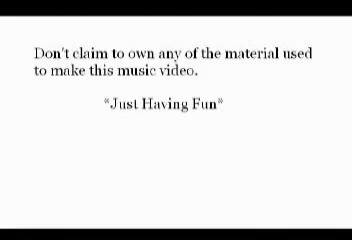 Don't claim to own any of the material used
to make this music video.
*Just Having Fun*